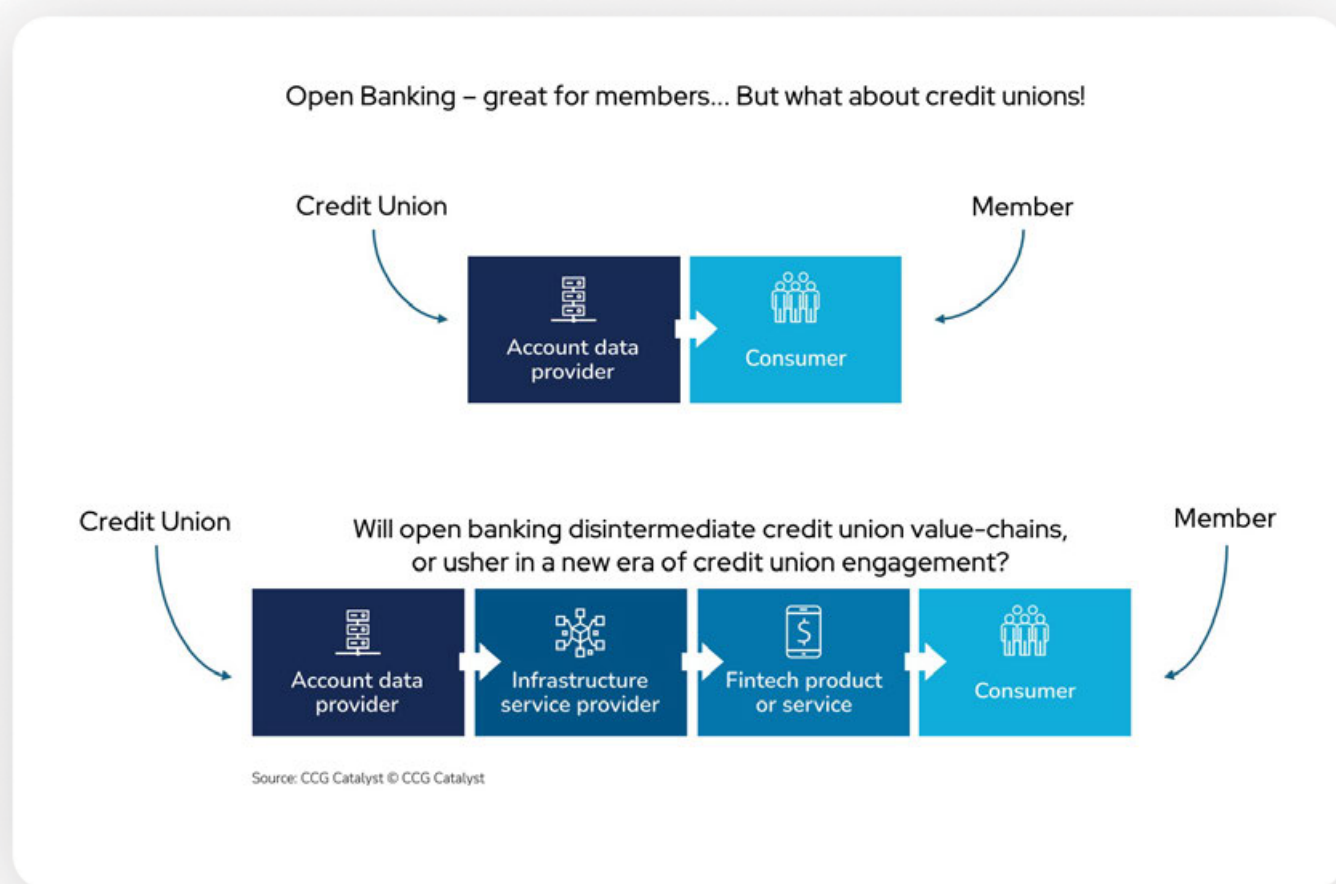 Open Banking – great for members... But what about credit unions!
Credit Union
Member
Account data
provider
Consumer
Credit Union
Member
Will open banking disintermediate credit union value-chains,
or usher in a new era of credit union engagement?
Account data
provider
Infrastructure
service provider
Fintech product
or service
Consumer
Source: CCG Catalyst © CCG Catalyst